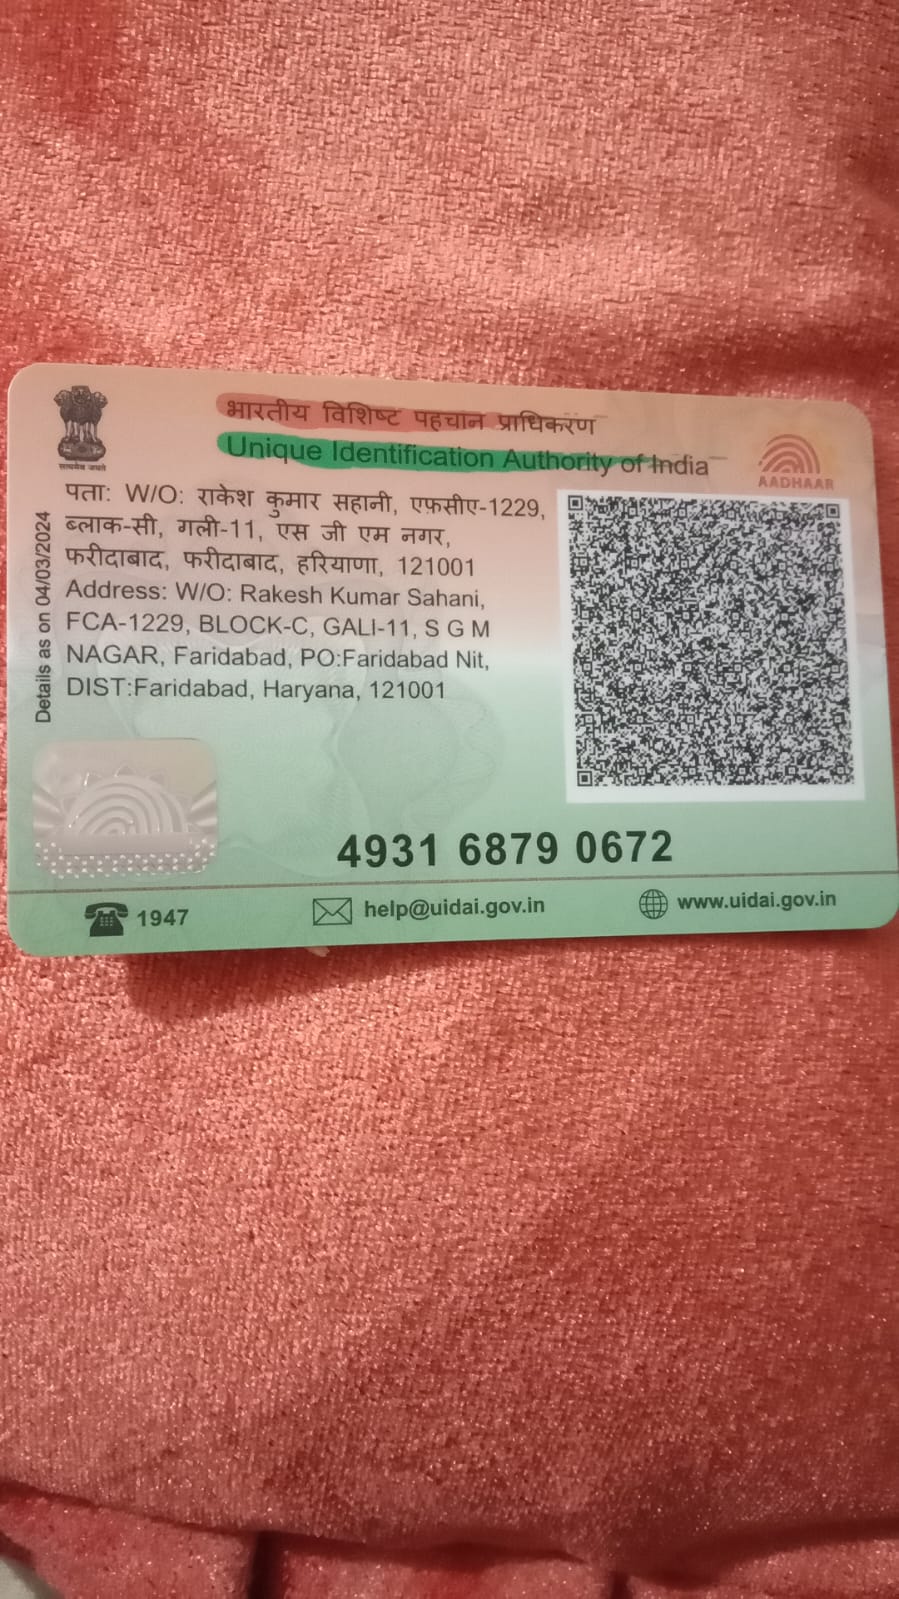 भारतीय विशिष्ट पहचान प्राधिकरण
Unique Identification Authority of India
सत्यमेव जयते
AADHAAR
Details as on 04/03/2024
पता: W/O: राकेश कुमार सहानी, एफ़सीए-1229,
ब्लाक-सी, गली-11, एस जी एम नगर,
फरीदाबाद, फरीदाबाद, हरियाणा, 121001
Address: W/O: Rakesh Kumar Sahani,
FCA-1229, BLOCK-C, GALI-11, S G M
NAGAR, Faridabad, PO:Faridabad Nit,
DIST:Faridabad, Haryana, 121001
4931 6879 0672
1947
help@uidai.gov.in
www.uidai.gov.in